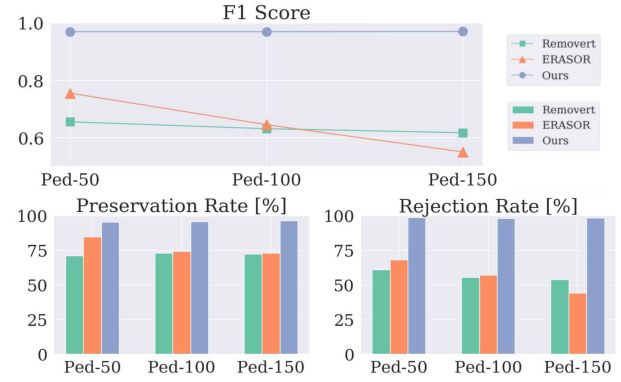 F1 Score
1.0
0.8
0.6
Ped-50 Ped-100 Ped-150
Removert
ERASOR
Ours
Removert
ERASOR
Ours
Preservation Rate [%]
100
75
50
25
0
Ped-50 Ped-100 Ped-150
Rejection Rate [%]
100
75
50
25
0
Ped-50 Ped-100 Ped-150